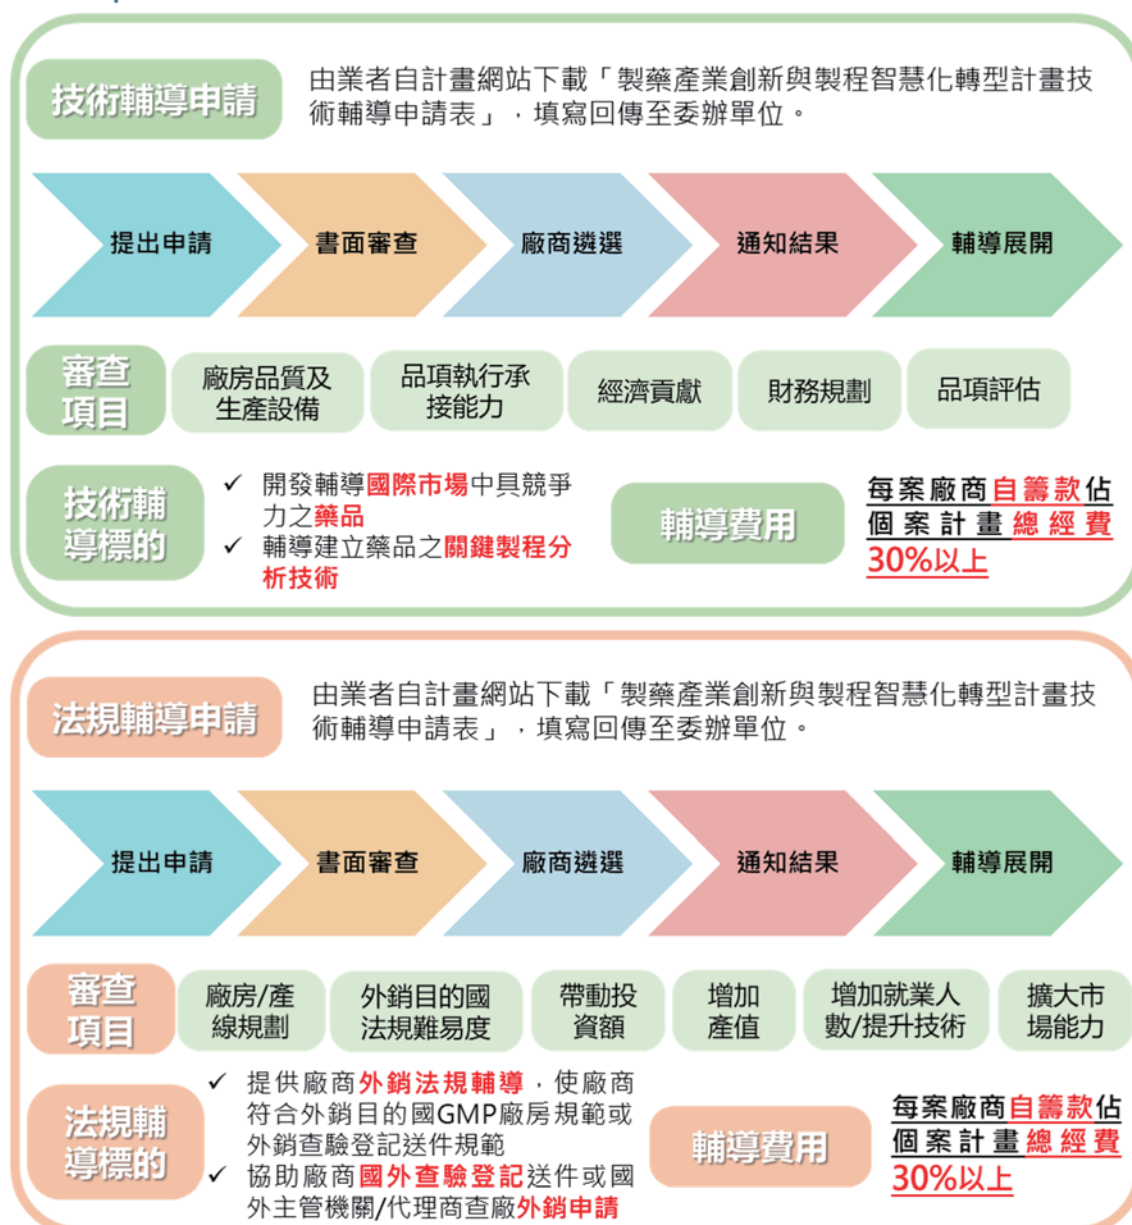 技術輔導申請
由業者自計畫網站下載「製藥產業創新與製程智慧化轉型計畫技
術輔導申請表」，填寫回傳至委辦單位。
提出申請
書面審查
廠商遴選
通知結果
輔導展開
審查
項目
廠房品質及
生產設備
品項執行承
接能力
經濟貢獻
財務規劃
品項評估
技術輔
導標的
✓ 開發輔導國際市場中具競爭
力之藥品
✓ 輔導建立藥品之關鍵製程分
析技術
輔導費用
每案廠商自籌款佔
個案計畫總經費
30%以上
法規輔導申請
由業者自計畫網站下載「製藥產業創新與製程智慧化轉型計畫技
術輔導申請表」，填寫回傳至委辦單位。
提出申請
書面審查
廠商遴選
通知結果
輔導展開
審查
項目
廠房/產
線規劃
外銷目的國
法規難易度
帶動投
資額
增加
產值
增加就業人
數/提升技術
擴大市
場能力
法規輔
導標的
✓ 提供廠商外銷法規輔導，使廠商
符合外銷目的國GMP廠房規範或
外銷查驗登記送件規範
✓ 協助廠商國外查驗登記送件或國
外主管機關/代理商查廠外銷申請
輔導費用
每案廠商自籌款佔
個案計畫總經費
30%以上